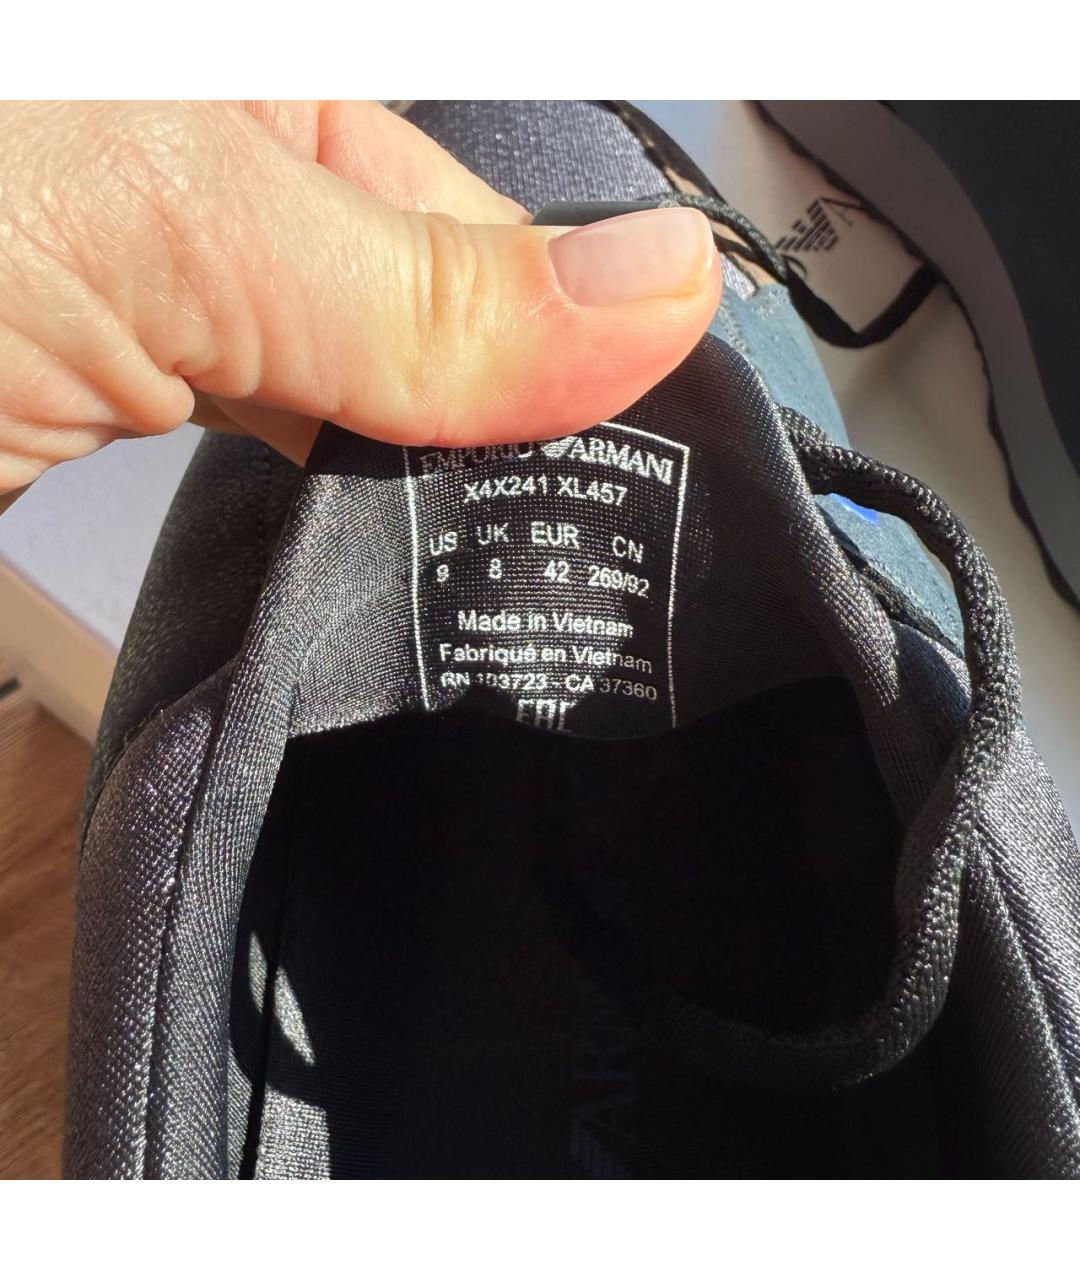 EMPORIO ARMANI
X4X241 XL457
US UK EUR CN
9 8 42 269/92
Made in Vietnam
Fabriqué en Vietnam
RN 103723 - CA 37360
EAC